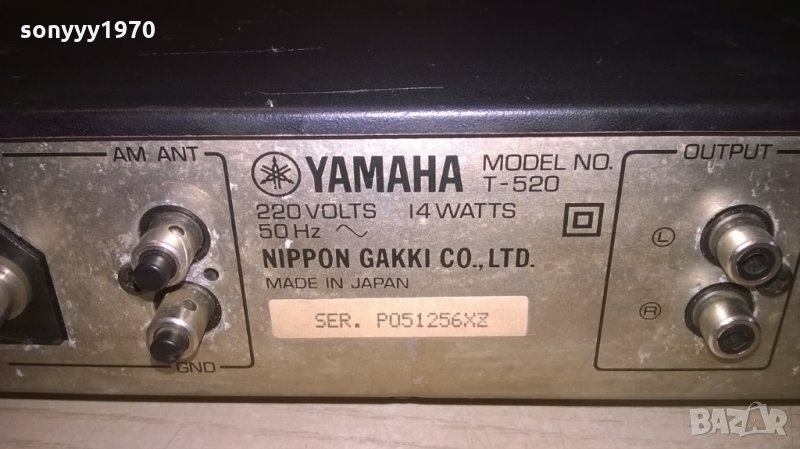 sonyyy1970
AM ANT
YAMAHA
MODEL NO.
T-520
220 VOLTS 14 WATTS
50 Hz
NIPPON GAKKI CO., LTD.
MADE IN JAPAN
SER. P051256XZ
GND
OUTPUT
L
R
BAZAR